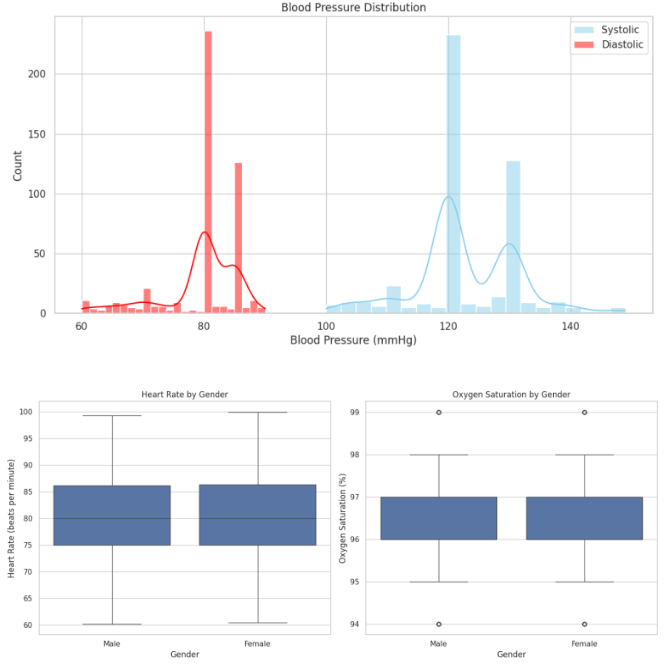 Blood Pressure Distribution
Systolic
Diastolic
200
150
100
50
0
Count
60
80
100
120
140
Blood Pressure (mmHg)
Heart Rate by Gender
100
95
90
85
80
75
70
65
60
Heart Rate (beats per minute)
Male
Female
Gender
Oxygen Saturation by Gender
99
98
97
96
95
94
Oxygen Saturation (%)
Male
Female
Gender